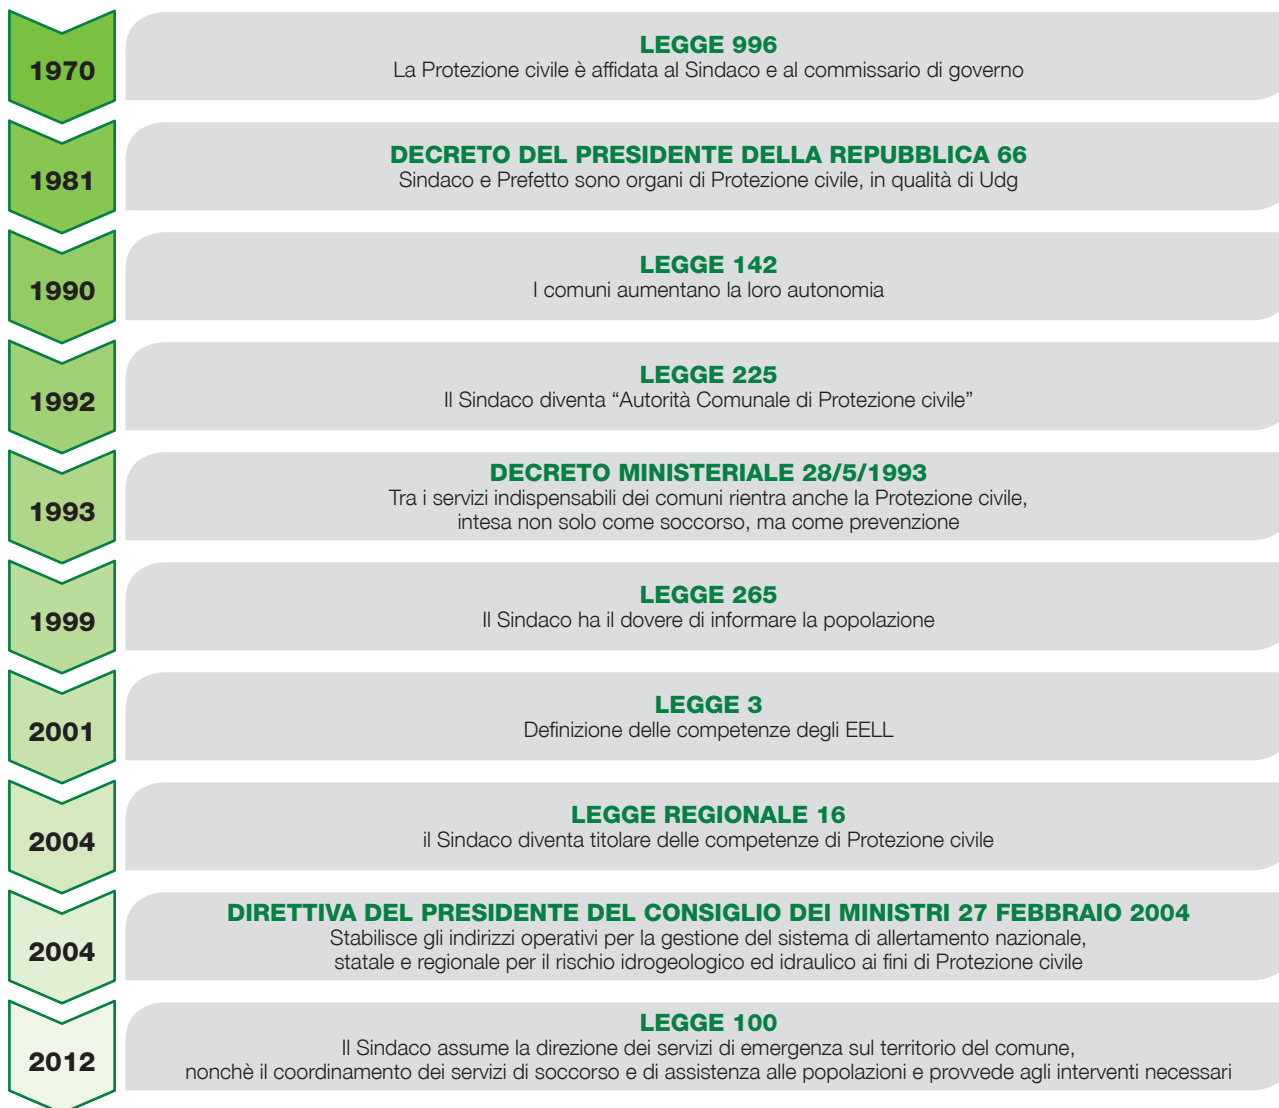 1970
LEGGE 996
La Protezione civile è affidata al Sindaco e al commissario di governo
1981
DECRETO DEL PRESIDENTE DELLA REPUBBLICA 66
Sindaco e Prefetto sono organi di Protezione civile, in qualità di Udg
1990
LEGGE 142
I comuni aumentano la loro autonomia
1992
LEGGE 225
Il Sindaco diventa “Autorità Comunale di Protezione civile”
1993
DECRETO MINISTERIALE 28/5/1993
Tra i servizi indispensabili dei comuni rientra anche la Protezione civile,
intesa non solo come soccorso, ma come prevenzione
1999
LEGGE 265
Il Sindaco ha il dovere di informare la popolazione
2001
LEGGE 3
Definizione delle competenze degli EELL
2004
LEGGE REGIONALE 16
il Sindaco diventa titolare delle competenze di Protezione civile
2004
DIRETTIVA DEL PRESIDENTE DEL CONSIGLIO DEI MINISTRI 27 FEBBRAIO 2004
Stabilisce gli indirizzi operativi per la gestione del sistema di allertamento nazionale,
statale e regionale per il rischio idrogeologico ed idraulico ai fini di Protezione civile
2012
LEGGE 100
Il Sindaco assume la direzione dei servizi di emergenza sul territorio del comune,
nonchè il coordinamento dei servizi di soccorso e di assistenza alle popolazioni e provvede agli interventi necessari